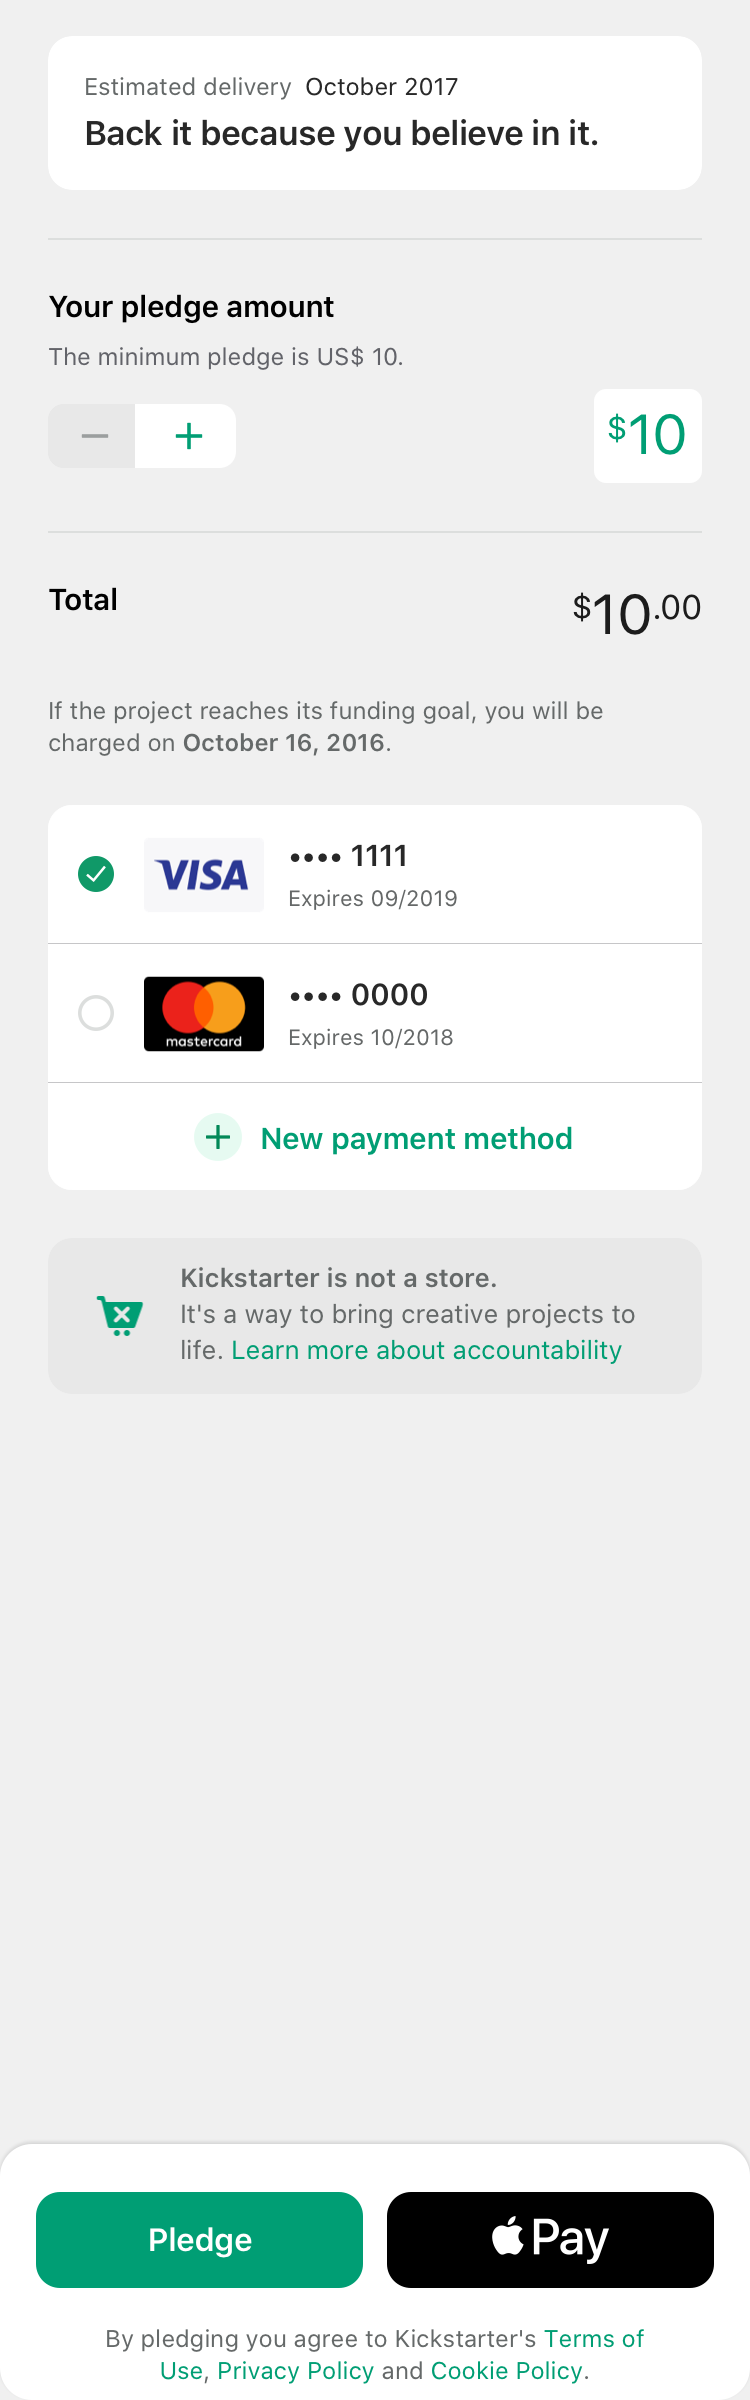 Estimated delivery October 2017
Back it because you believe in it.
Your pledge amount
The minimum pledge is US$ 10.
$10
Total
$10.00
If the project reaches its funding goal, you will be
charged on October 16, 2016.
VISA
•••• 1111
Expires 09/2019
mastercard
•••• 0000
Expires 10/2018
New payment method
Kickstarter is not a store.
It's a way to bring creative projects to
life. Learn more about accountability
Pledge
Pay
By pledging you agree to Kickstarter's Terms of
Use, Privacy Policy and Cookie Policy.